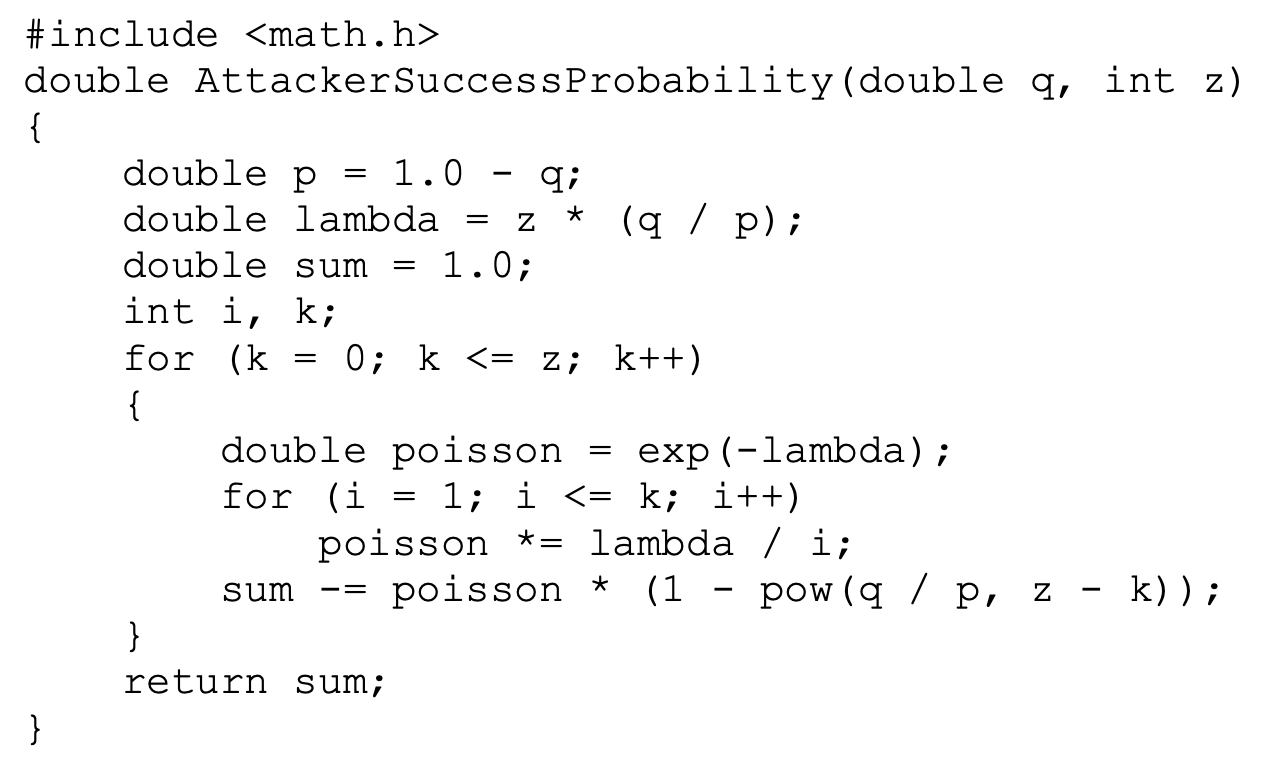 #include <math.h>
double AttackerSuccessProbability(double q, int z)
{
    double p = 1.0 - q;
    double lambda = z * (q / p);
    double sum = 1.0;
    int i, k;
    for (k = 0; k <= z; k++)
    {
        double poisson = exp(-lambda);
        for (i = 1; i <= k; i++)
            poisson *= lambda / i;
        sum -= poisson * (1 - pow(q / p, z - k));
    }
    return sum;
}